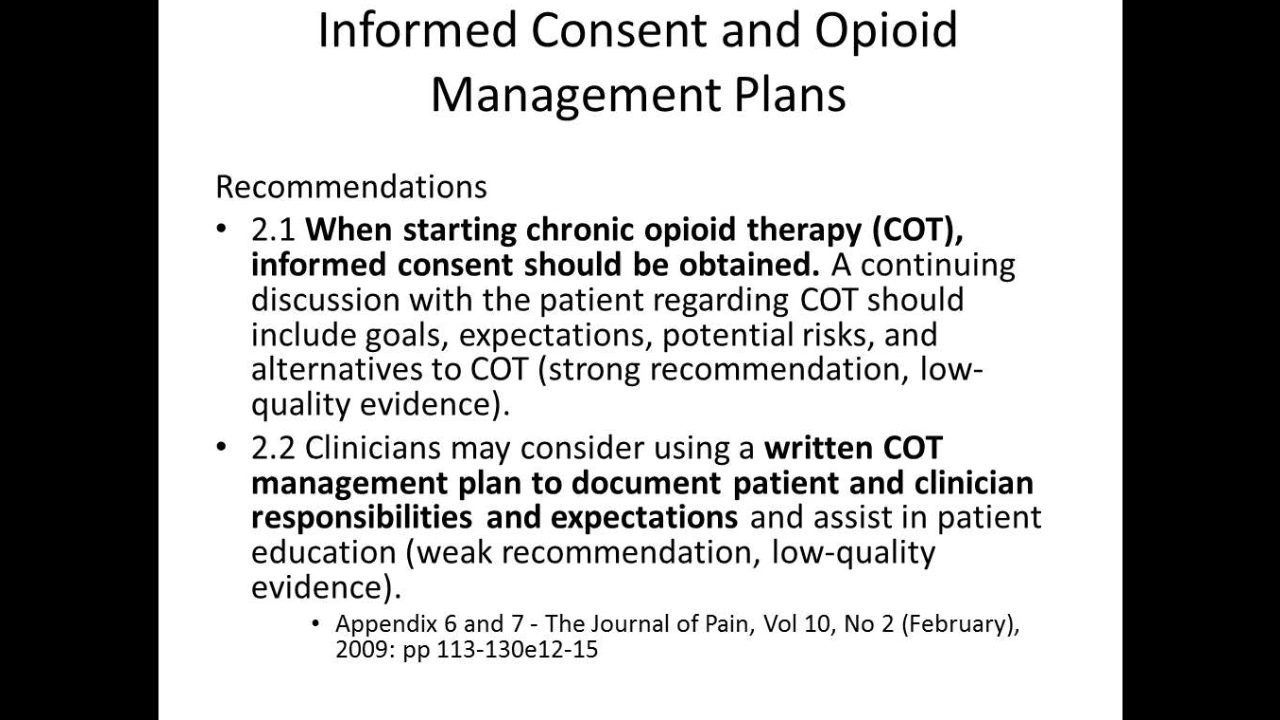 Informed Consent and Opioid
Management Plans
Recommendations
• 2.1 When starting chronic opioid therapy (COT),
informed consent should be obtained. A continuing
discussion with the patient regarding COT should
include goals, expectations, potential risks, and
alternatives to COT (strong recommendation, low-
quality evidence).
• 2.2 Clinicians may consider using a written COT
management plan to document patient and clinician
responsibilities and expectations and assist in patient
education (weak recommendation, low-quality
evidence).
• Appendix 6 and 7 - The Journal of Pain, Vol 10, No 2 (February),
2009: pp 113-130e12-15